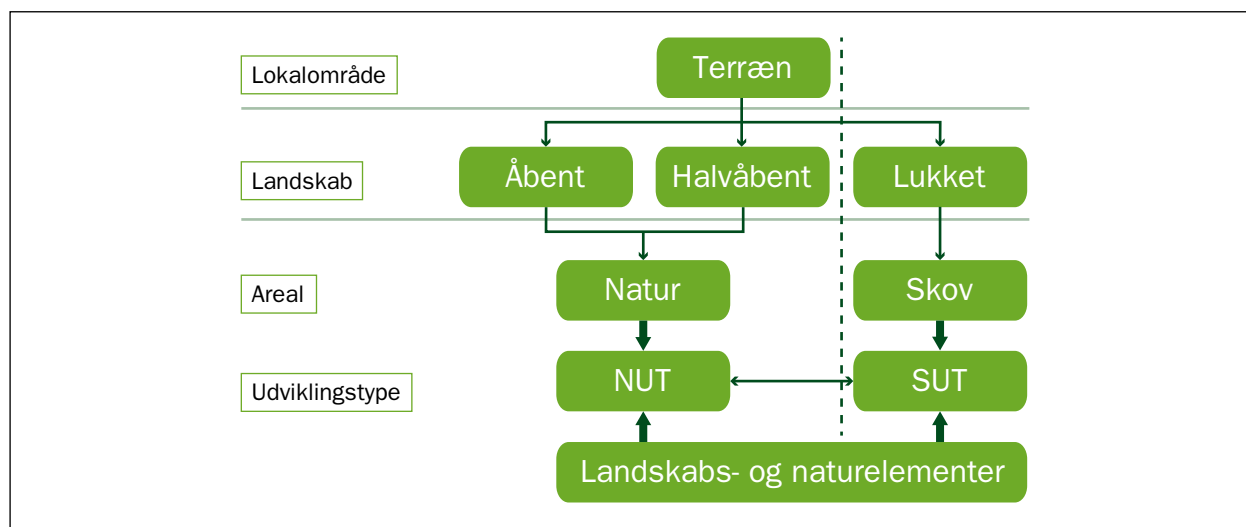 Lokalområde
Terræn
Landskab
Åbent
Halvåbent
Lukket
Areal
Natur
Skov
Udviklingstype
NUT
SUT
Landskabs- og naturelementer